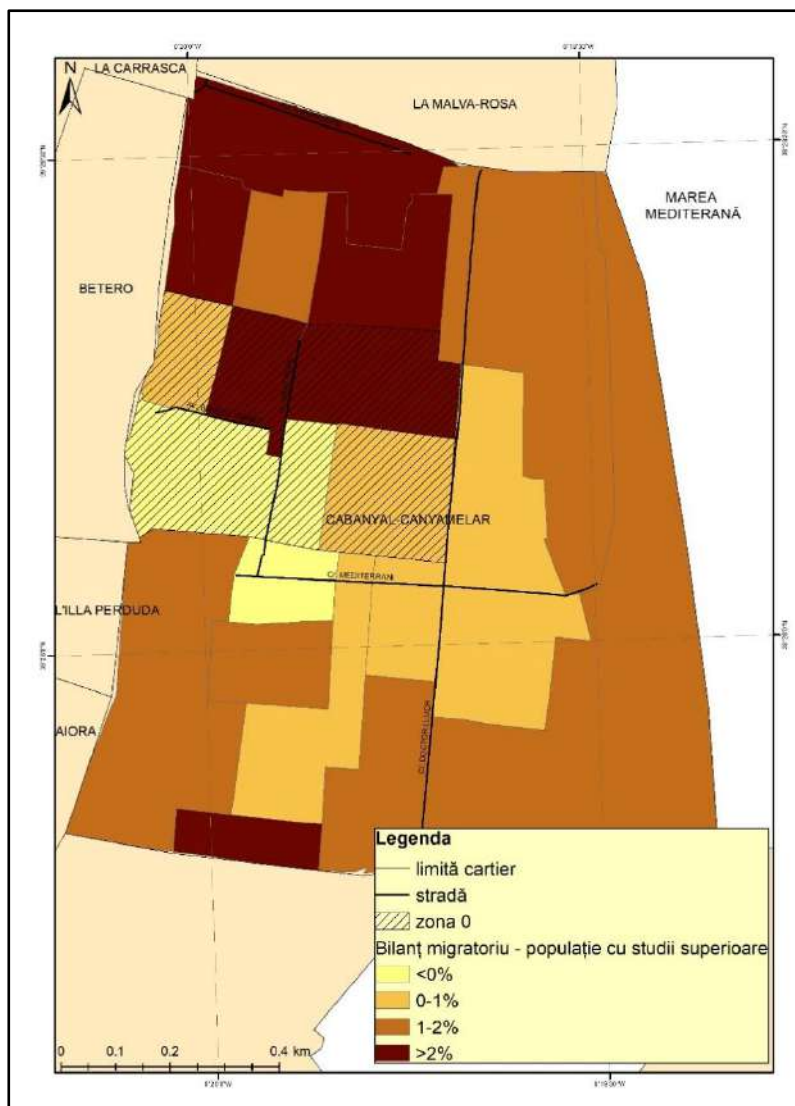 N
LA CARRASCA
LA MALVA-ROSA
MAREA
MEDITERANĂ
BETERO
CABANYAL-CANYAMELAR
C/. MEDITERRANI
L'ILLA PERDUDA
AIORA
C/. DOCTOR LLUCH
Legenda
limită cartier
stradă
zona 0
Bilanț migratoriu - populație cu studii superioare
<0%
0-1%
1-2%
>2%
0 0.1 0.2 0.4 km